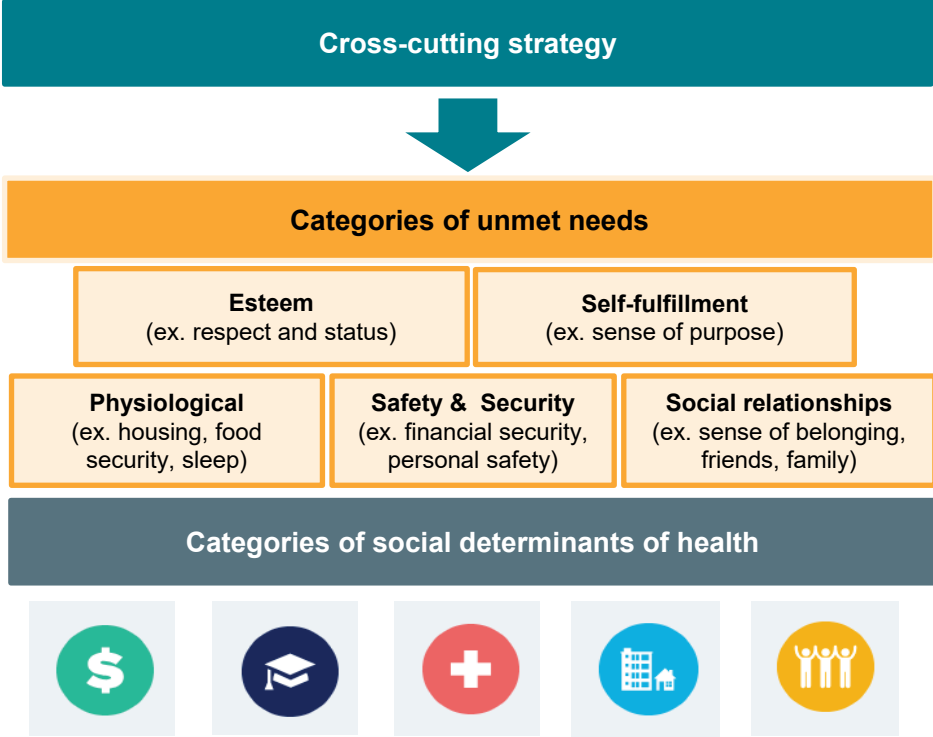 Cross-cutting strategy
Categories of unmet needs
Esteem
(ex. respect and status)
Self-fulfillment
(ex. sense of purpose)
Physiological
(ex. housing, food
security, sleep)
Safety &  Security
(ex. financial security,
personal safety)
Social relationships
(ex. sense of belonging,
friends, family)
Categories of social determinants of health
$